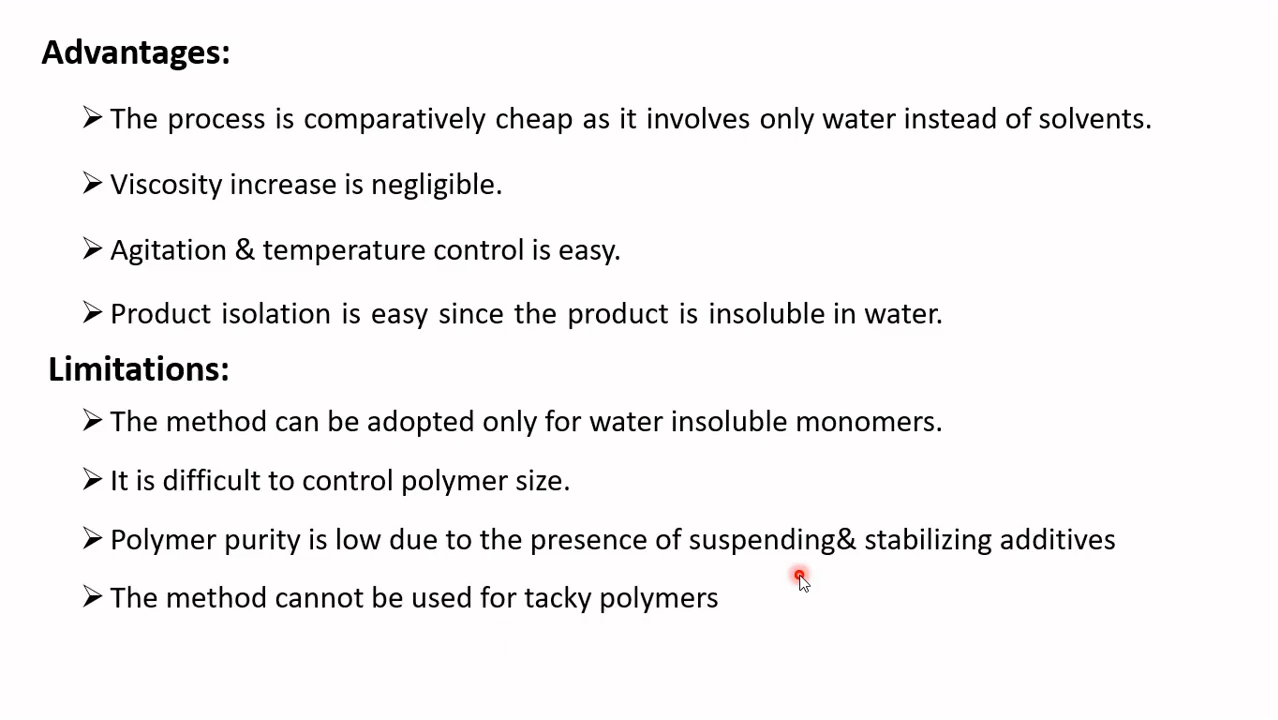 Advantages:
➢ The process is comparatively cheap as it involves only water instead of solvents.
➢ Viscosity increase is negligible.
➢ Agitation & temperature control is easy.
➢ Product isolation is easy since the product is insoluble in water.
Limitations:
➢ The method can be adopted only for water insoluble monomers.
➢ It is difficult to control polymer size.
➢ Polymer purity is low due to the presence of suspending& stabilizing additives
➢ The method cannot be used for tacky polymers